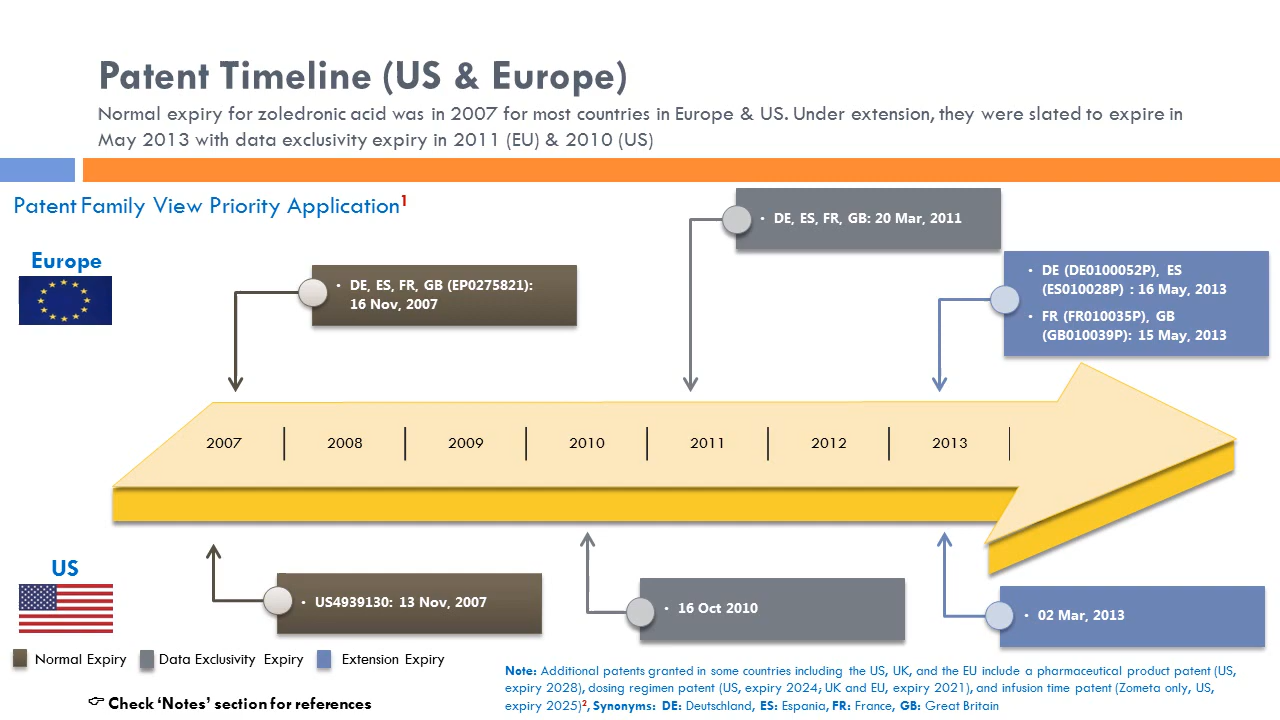 Patent Timeline (US & Europe)
Normal expiry for zoledronic acid was in 2007 for most countries in Europe & US. Under extension, they were slated to expire in
May 2013 with data exclusivity expiry in 2011 (EU) & 2010 (US)
Patent Family View Priority Application1
Europe
• DE, ES, FR, GB: 20 Mar, 2011
• DE, ES, FR, GB (EP0275821):
16 Nov, 2007
• DE (DE0100052P), ES
(ES010028P) : 16 May, 2013
• FR (FR010035P), GB
(GB010039P): 15 May, 2013
2007
2008
2009
2010
2011
2012
2013
US
• US4939130: 13 Nov, 2007
• 16 Oct 2010
• 02 Mar, 2013
Normal Expiry
Data Exclusivity Expiry
Extension Expiry
Note: Additional patents granted in some countries including the US, UK, and the EU include a pharmaceutical product patent (US,
expiry 2028), dosing regimen patent (US, expiry 2024; UK and EU, expiry 2021), and infusion time patent (Zometa only, US,
expiry 2025)2, Synonyms: DE: Deutschland, ES: Espania, FR: France, GB: Great Britain
☞ Check ‘Notes’ section for references